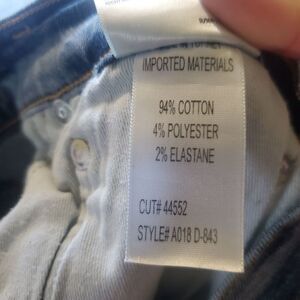 IMPORTED MATERIALS
94% COTTON
4% POLYESTER
2% ELASTANE
CUT# 44552
STYLE# A018 D-843